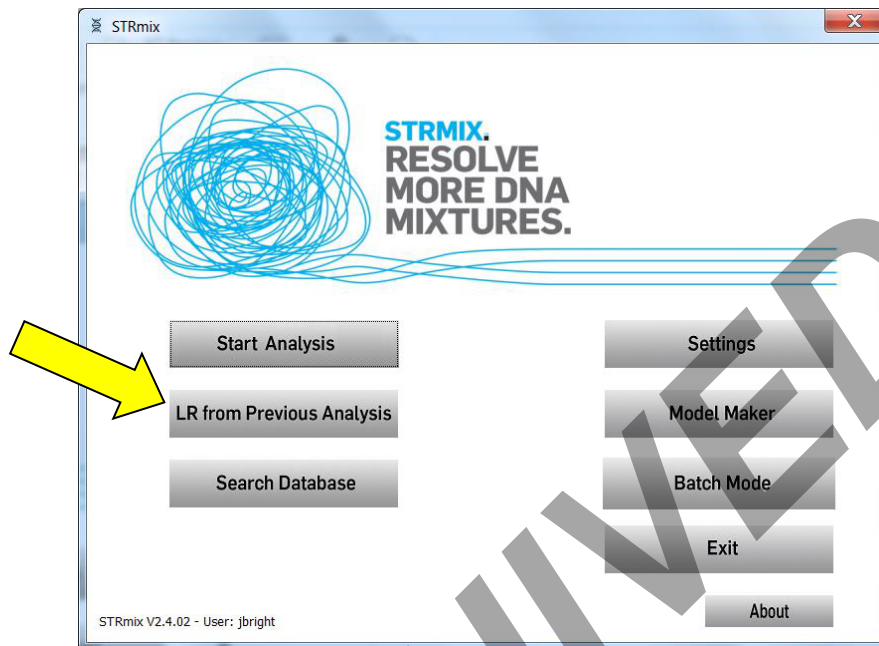 STRmix
STRMIX.
RESOLVE
MORE DNA
MIXTURES.
Start Analysis
Settings
LR from Previous Analysis
Model Maker
Search Database
Batch Mode
Exit
About
STRmix V2.4.02 - User: jbright